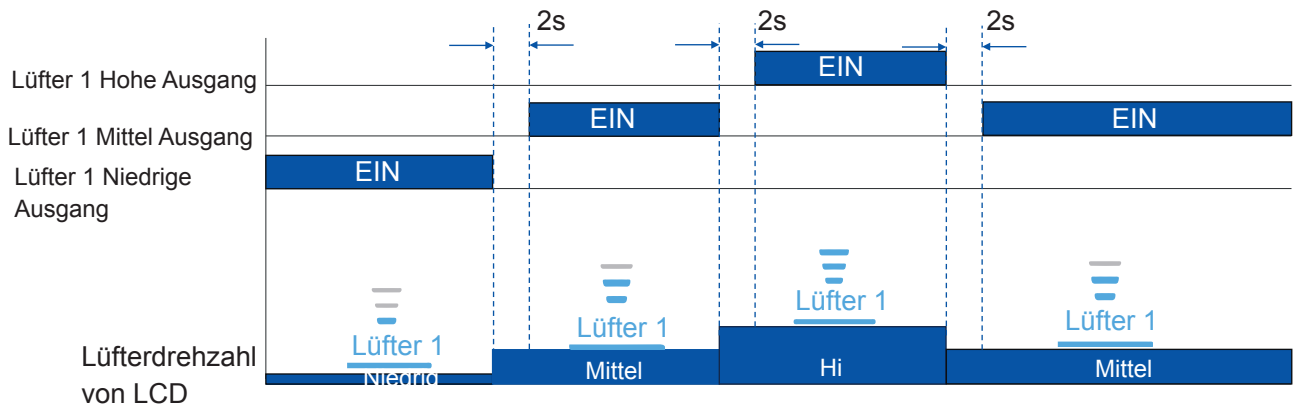 2s
2s
2s
Lüfter 1 Hohe Ausgang
EIN
Lüfter 1 Mittel Ausgang
EIN
EIN
Lüfter 1 Niedrige
Ausgang
EIN
Lüfter 1
Lüfter 1
Lüfter 1
Lüfter 1
Lüfterdrehzahl
von LCD
Niedrig
Mittel
Hi
Mittel